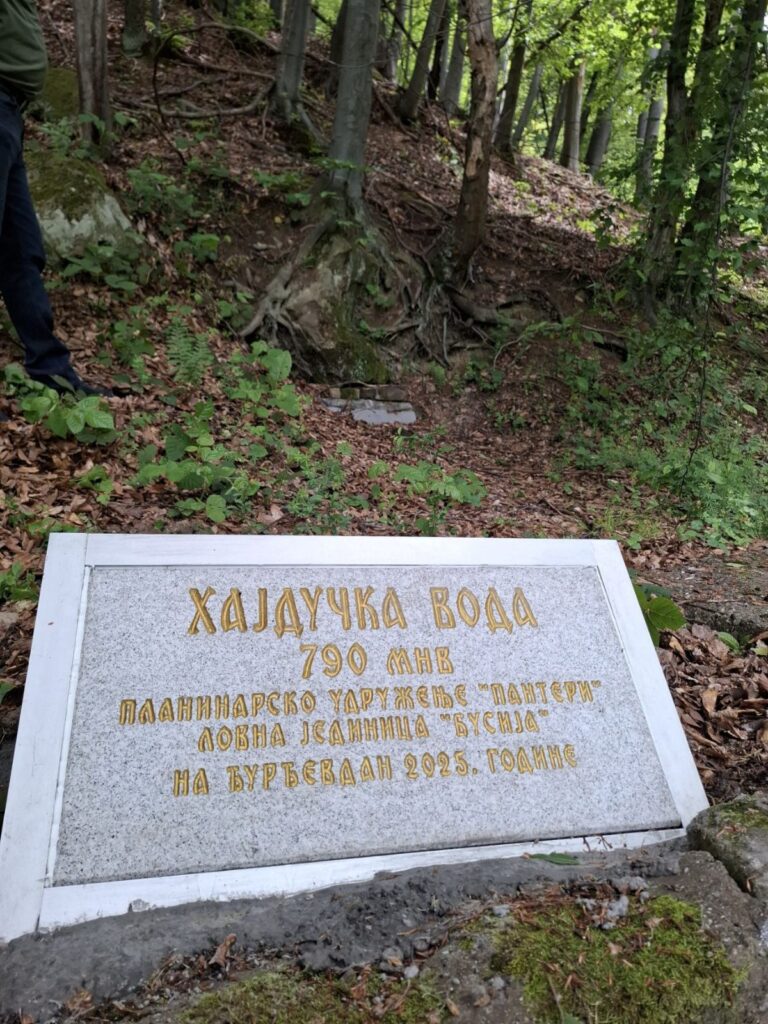 ХАЈДУЧКА ВОДА
790 МНВ
ПЛАНИНАРСКО УДРУЖЕЊЕ "ПАНТЕРИ"
ЛОВНА ЈЕДИНИЦА "БУСИЈА"
НА ЂУРЂЕВДАН 2025. ГОДИНЕ